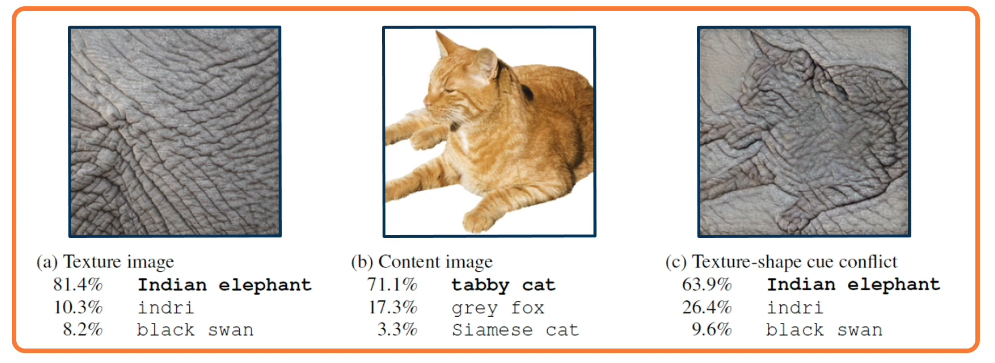 (a) Texture image
81.4% Indian elephant
10.3% indri
8.2% black swan
(b) Content image
71.1% tabby cat
17.3% grey fox
3.3% Siamese cat
(c) Texture-shape cue conflict
63.9% Indian elephant
26.4% indri
9.6% black swan